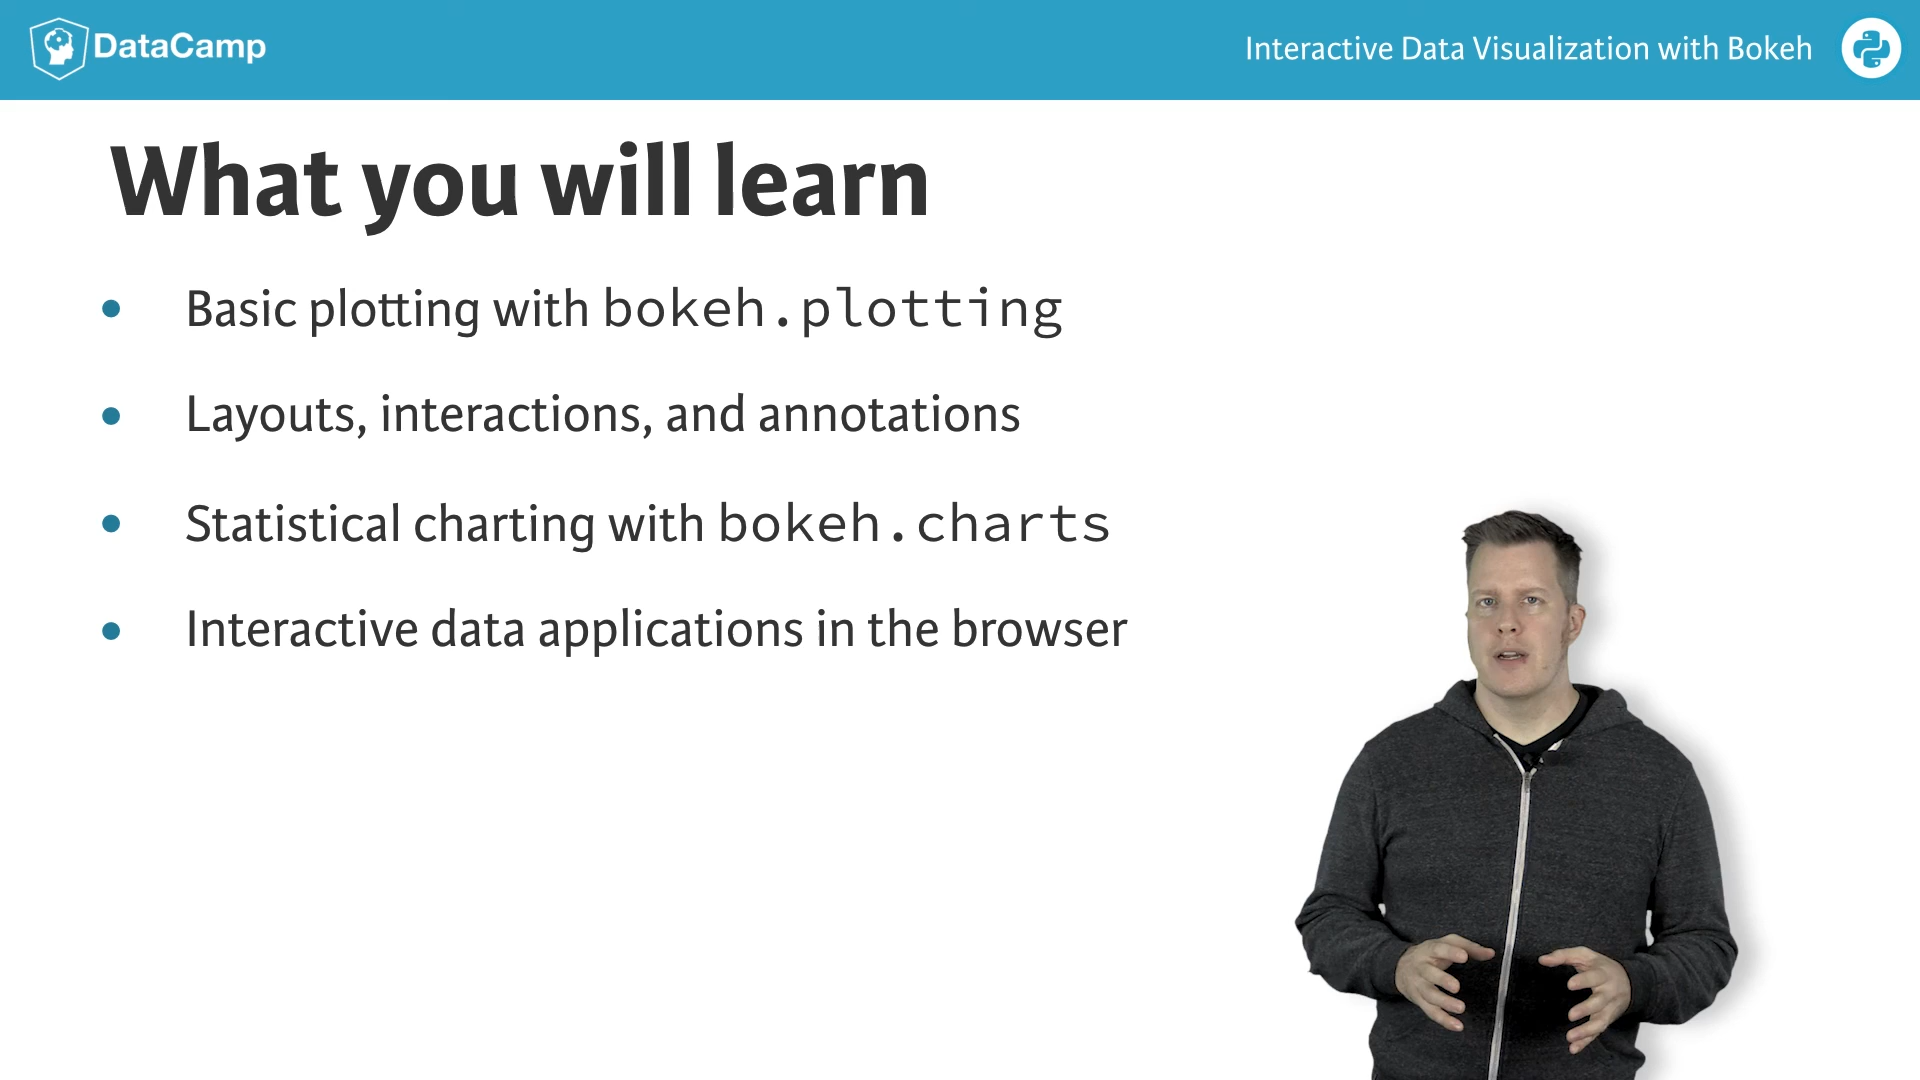 DataCamp
Interactive Data Visualization with Bokeh
What you will learn
• Basic plotting with bokeh.plotting
• Layouts, interactions, and annotations
• Statistical charting with bokeh.charts
• Interactive data applications in the browser